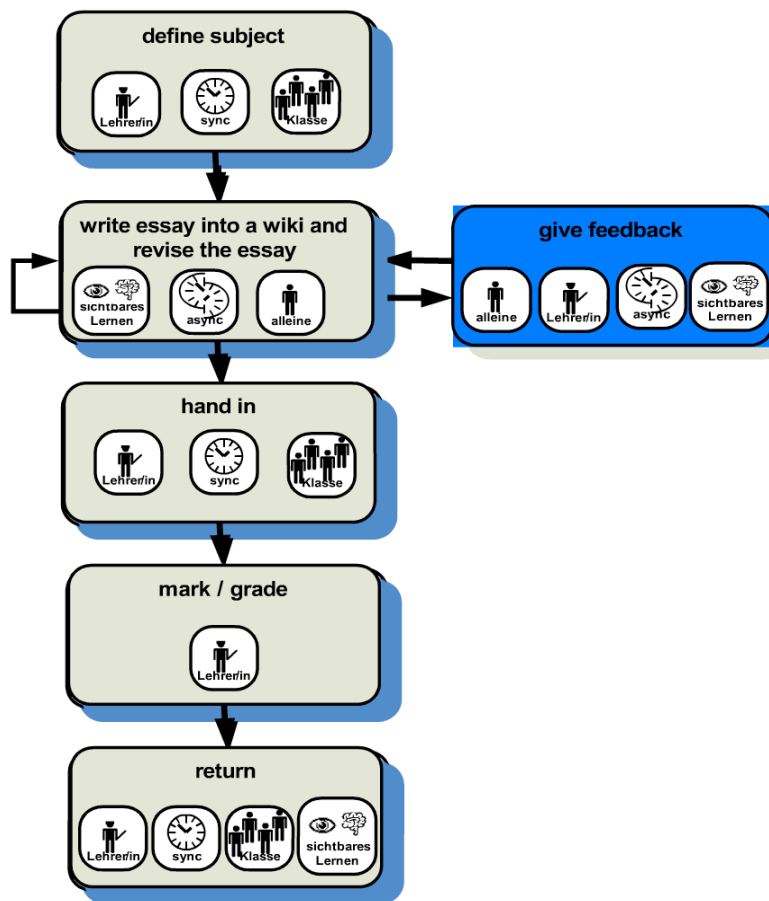 define subject
Lehrer/in
sync
Klasse
write essay into a wiki and
revise the essay
sichtbares
Lernen
async
alleine
give feedback
alleine
Lehrer/in
async
sichtbares
Lernen
hand in
Lehrer/in
sync
Klasse
mark / grade
Lehrer/in
return
Lehrer/in
sync
Klasse
sichtbares
Lernen